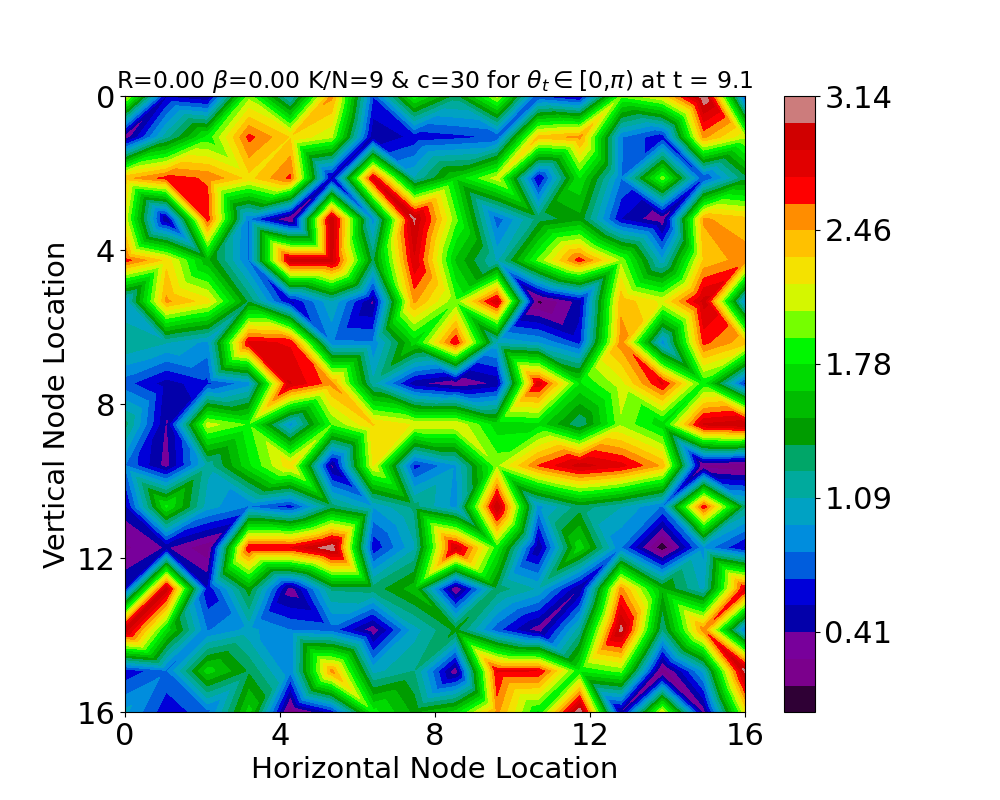 R=0.00 β=0.00 K/N=9 & c=30 for θₜ ∈ [0,π) at t = 9.1
0
4
8
12
16
0 4 8 12 16
Vertical Node Location
Horizontal Node Location
3.14
2.46
1.78
1.09
0.41